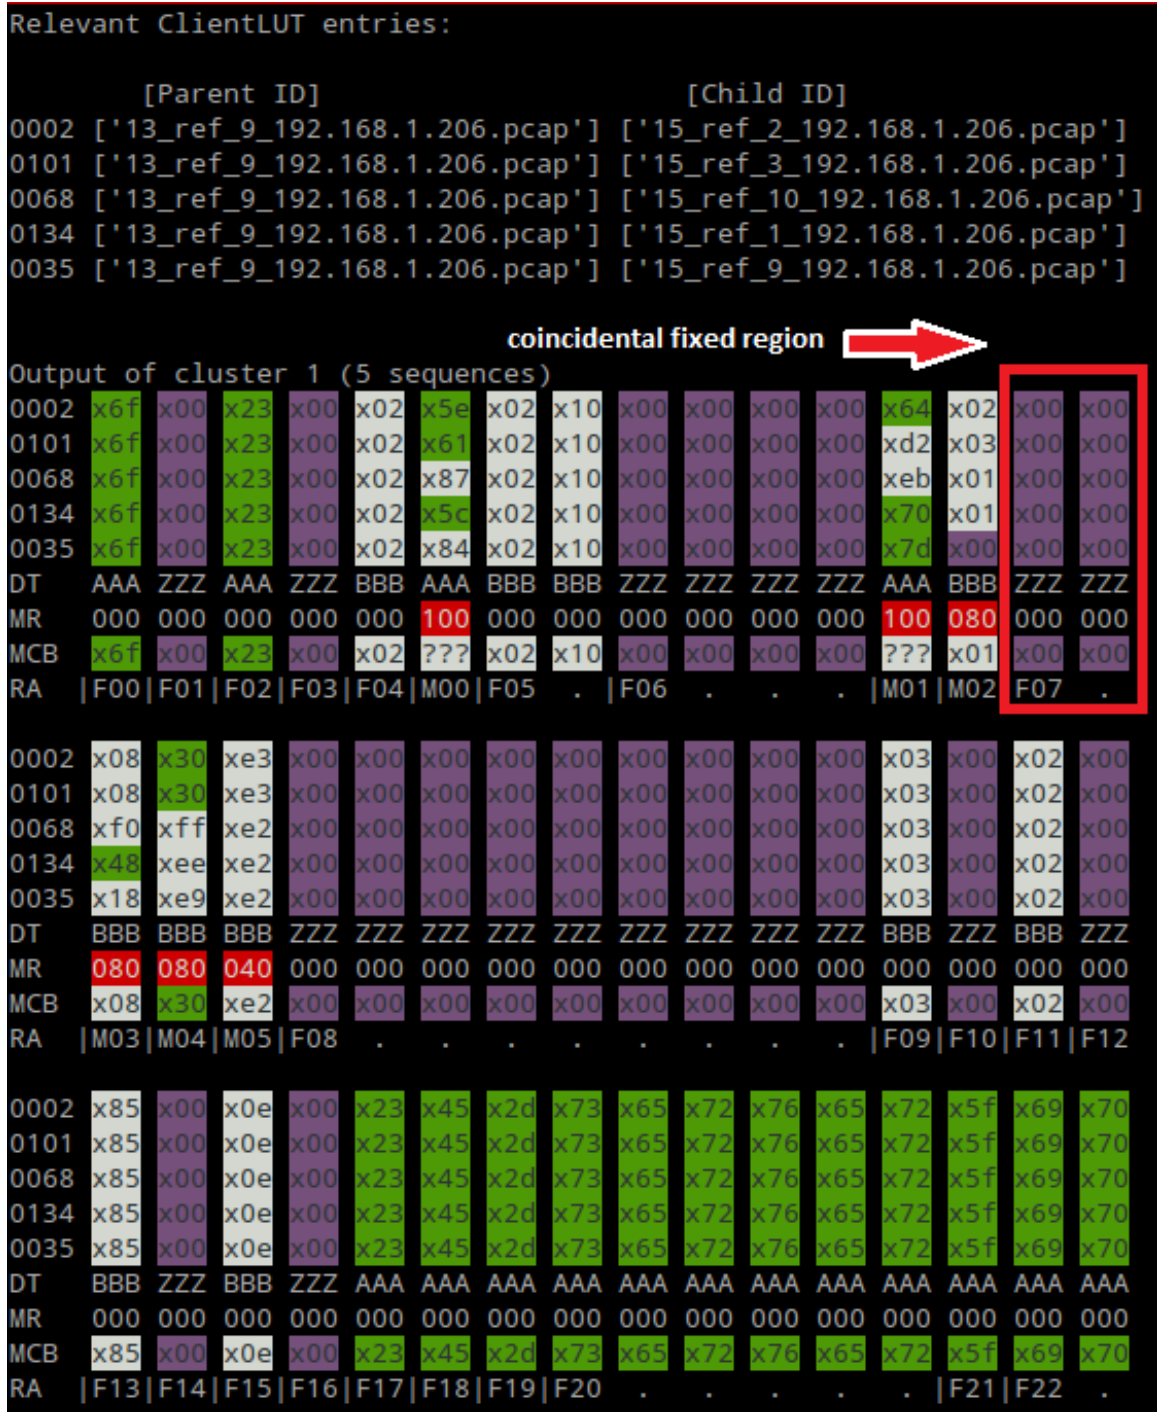 Relevant ClientLUT entries:
[Parent ID] [Child ID]
0002 ['13_ref_9_192.168.1.206.pcap'] ['15_ref_2_192.168.1.206.pcap']
0101 ['13_ref_9_192.168.1.206.pcap'] ['15_ref_3_192.168.1.206.pcap']
0068 ['13_ref_9_192.168.1.206.pcap'] ['15_ref_10_192.168.1.206.pcap']
0134 ['13_ref_9_192.168.1.206.pcap'] ['15_ref_1_192.168.1.206.pcap']
0035 ['13_ref_9_192.168.1.206.pcap'] ['15_ref_9_192.168.1.206.pcap']
coincidental fixed region
Output of cluster 1 (5 sequences)
0002 x6f x00 x23 x00 x02 x5e x02 x10 x00 x00 x00 x00 x64 x02 x00 x00
0101 x6f x00 x23 x00 x02 x61 x02 x10 x00 x00 x00 x00 xd2 x03 x00 x00
0068 x6f x00 x23 x00 x02 x87 x02 x10 x00 x00 x00 x00 xeb x01 x00 x00
0134 x6f x00 x23 x00 x02 x5c x02 x10 x00 x00 x00 x00 x70 x01 x00 x00
0035 x6f x00 x23 x00 x02 x84 x02 x10 x00 x00 x00 x00 x7d x00 x00 x00
DT AAA ZZZ AAA ZZZ BBB AAA BBB BBB ZZZ ZZZ ZZZ ZZZ AAA BBB ZZZ ZZZ
MR 000 000 000 000 000 100 000 000 000 000 000 000 100 080 000 000
MCB x6f x00 x23 x00 x02 ??? x02 x10 x00 x00 x00 x00 ??? x01 x00 x00
RA |F00|F01|F02|F03|F04|M00|F05 . |F06 . . . |M01|M02 F07 .
0002 x08 x30 xe3 x00 x00 x00 x00 x00 x00 x00 x00 x00 x03 x00 x02 x00
0101 x08 x30 xe3 x00 x00 x00 x00 x00 x00 x00 x00 x00 x03 x00 x02 x00
0068 xf0 xff xe2 x00 x00 x00 x00 x00 x00 x00 x00 x00 x03 x00 x02 x00
0134 x48 xee xe2 x00 x00 x00 x00 x00 x00 x00 x00 x00 x03 x00 x02 x00
0035 x18 xe9 xe2 x00 x00 x00 x00 x00 x00 x00 x00 x00 x03 x00 x02 x00
DT BBB BBB BBB ZZZ ZZZ ZZZ ZZZ ZZZ ZZZ ZZZ ZZZ ZZZ BBB ZZZ BBB ZZZ
MR 080 080 040 000 000 000 000 000 000 000 000 000 000 000 000 000
MCB x08 x30 xe2 x00 x00 x00 x00 x00 x00 x00 x00 x00 x03 x00 x02 x00
RA |M03|M04|M05|F08 . . . . . . . . |F09|F10|F11|F12
0002 x85 x00 x0e x00 x23 x45 x2d x73 x65 x72 x76 x65 x72 x5f x69 x70
0101 x85 x00 x0e x00 x23 x45 x2d x73 x65 x72 x76 x65 x72 x5f x69 x70
0068 x85 x00 x0e x00 x23 x45 x2d x73 x65 x72 x76 x65 x72 x5f x69 x70
0134 x85 x00 x0e x00 x23 x45 x2d x73 x65 x72 x76 x65 x72 x5f x69 x70
0035 x85 x00 x0e x00 x23 x45 x2d x73 x65 x72 x76 x65 x72 x5f x69 x70
DT BBB ZZZ BBB ZZZ AAA AAA AAA AAA AAA AAA AAA AAA AAA AAA AAA AAA
MR 000 000 000 000 000 000 000 000 000 000 000 000 000 000 000 000
MCB x85 x00 x0e x00 x23 x45 x2d x73 x65 x72 x76 x65 x72 x5f x69 x70
RA |F13|F14|F15|F16|F17|F18|F19|F20 . . . . . |F21|F22 .